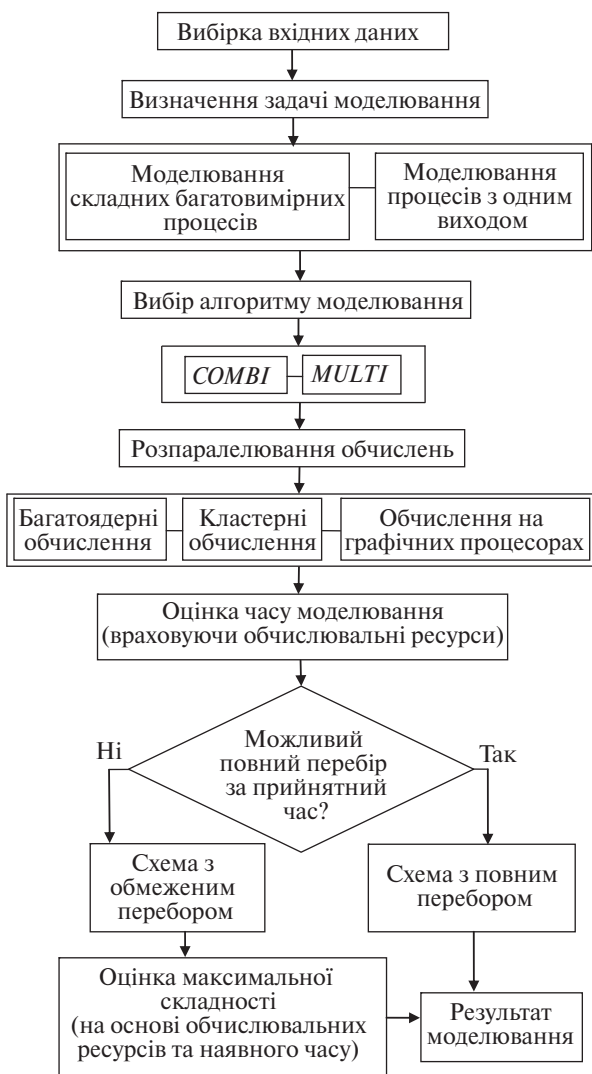 Вибірка вхідних даних
Визначення задачі моделювання
Моделювання
складних багатовимірних
процесів
Моделювання
процесів з одним
виходом
Вибір алгоритму моделювання
COMBI
MULTI
Розпаралелювання обчислень
Багатоядерні
обчислення
Кластерні
обчислення
Обчислення на
графічних процесорах
Оцінка часу моделювання
(враховуючи обчислювальні ресурси)
Ні
Можливий
повний перебір
за прийнятний
час?
Так
Схема з
обмеженим
перебором
Схема з повним
перебором
Оцінка максимальної
складності
(на основі обчислювальних
ресурсів та наявного часу)
Результат
моделювання